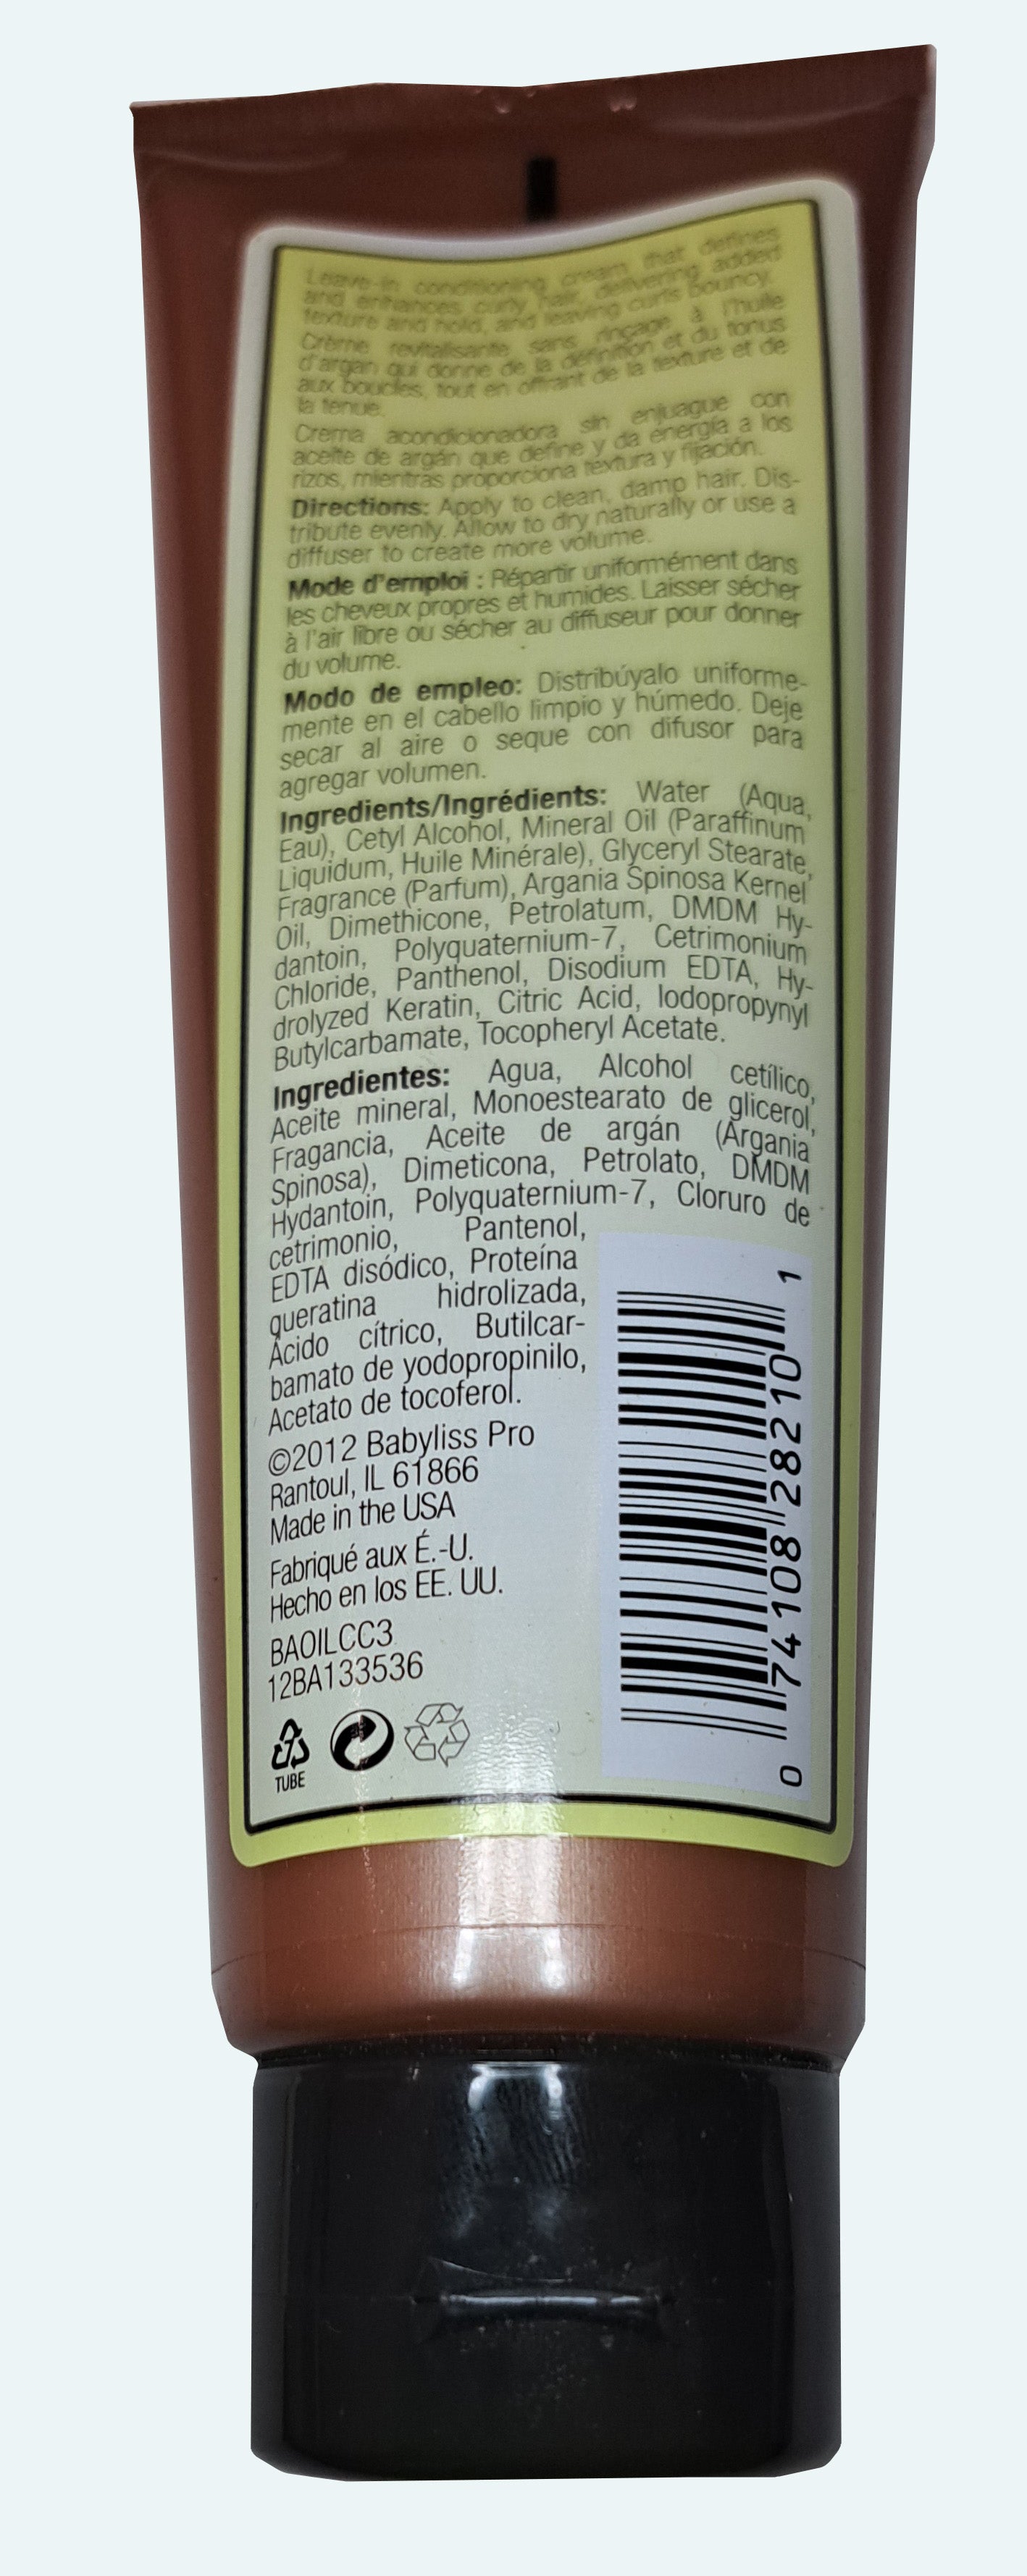 Leave-in conditioning cream that defines
and enhances curly hair, delivering added
texture and hold, and leaving curls bouncy.
Crème revitalisante sans rinçage à l'huile
d'argan qui donne de la définition et du tonus
aux boucles, tout en offrant de la texture et de
la tenue.
Crema acondicionadora sin enjuague con
aceite de argán que define y da energía a los
rizos, mientras proporciona textura y fijación.
Directions: Apply to clean, damp hair. Dis-
tribute evenly. Allow to dry naturally or use a
diffuser to create more volume.
Mode d'emploi : Répartir uniformément dans
les cheveux propres et humides. Laisser sécher
à l'air libre ou sécher au diffuseur pour donner
du volume.
Modo de empleo: Distribúyalo uniforme-
mente en el cabello limpio y húmedo. Deje
secar al aire o seque con difusor para
agregar volumen.
Ingredients/Ingrédients: Water (Aqua,
Eau), Cetyl Alcohol, Mineral Oil (Paraffinum
Liquidum, Huile Minérale), Glyceryl Stearate,
Fragrance (Parfum), Argania Spinosa Kernel
Oil, Dimethicone, Petrolatum, DMDM Hy-
dantoin, Polyquaternium-7, Cetrimonium
Chloride, Panthenol, Disodium EDTA, Hy-
drolyzed Keratin, Citric Acid, Iodopropynyl
Butylcarbamate, Tocopheryl Acetate.
Ingredientes: Agua, Alcohol cetílico,
Aceite mineral, Monoestearato de glicerol,
Fragancia, Aceite de argán (Argania
Spinosa), Dimeticona, Petrolato, DMDM
Hydantoin, Polyquaternium-7, Cloruro de
cetrimonio, Pantenol,
EDTA disódico, Proteína
queratina hidrolizada,
Ácido cítrico, Butilcar-
bamato de yodopropinilo,
Acetato de tocoferol.
©2012 Babyliss Pro
Rantoul, IL 61866
Made in the USA
Fabriqué aux É.-U.
Hecho en los EE. UU.
BAOILCC3
12BA133536
7
TUBE
0 74108 28210 1